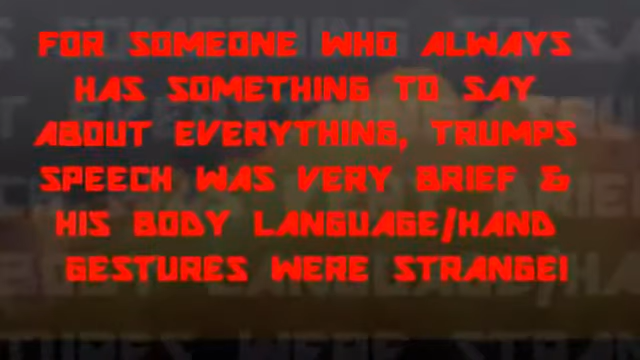 FOR SOMEONE WHO ALWAYS
HAS SOMETHING TO SAY
ABOUT EVERYTHING, TRUMPS
SPEECH WAS VERY BRIEF &
HIS BODY LANGUAGE/HAND
GESTURES WERE STRANGE!